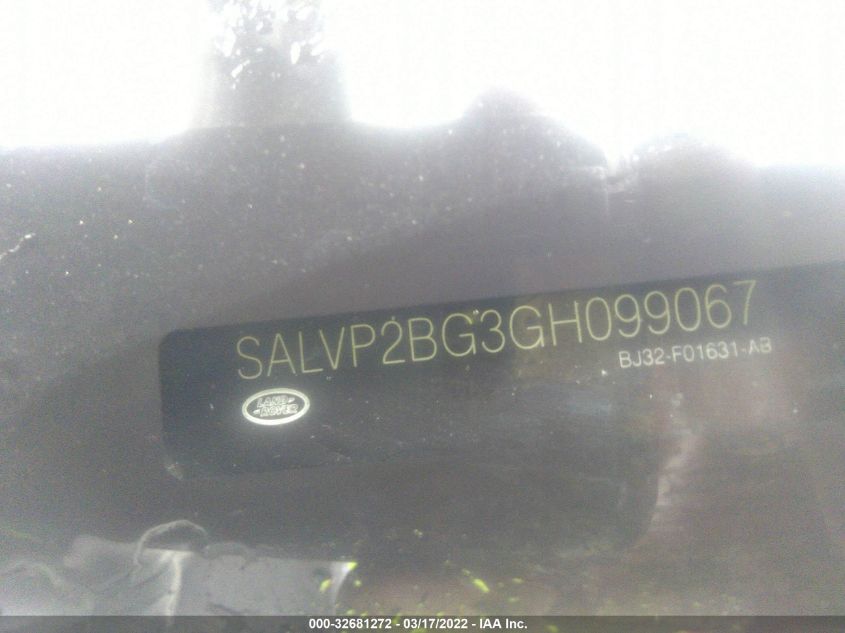 SALVP2BG3GH099067
BJ32-F01631-AB
LAND-
-ROVER
000-32681272 - 03/17/2022 - IAA Inc.